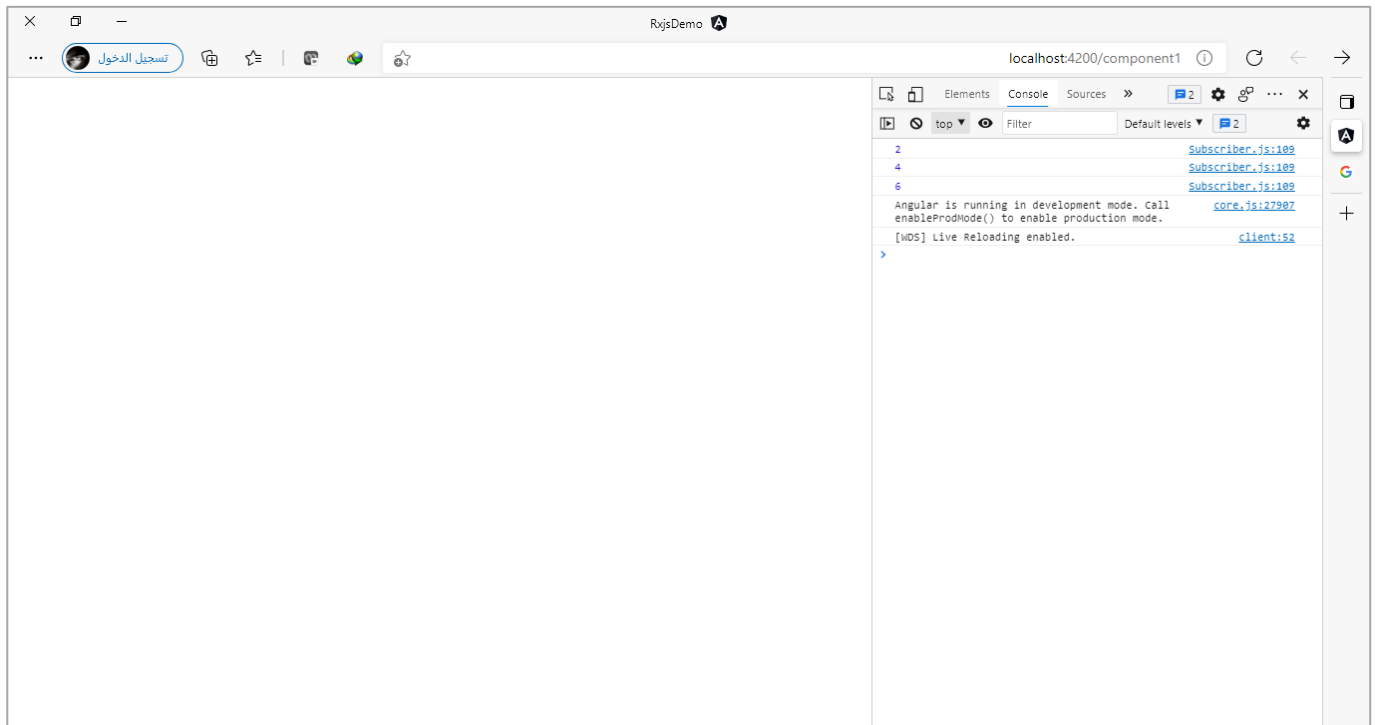 RxjsDemo
تسجيل الدخول
localhost:4200/component1
Elements Console Sources » 2
top ▼ Filter Default levels ▼ 2
2 Subscriber.js:109
4 Subscriber.js:109
6 Subscriber.js:109
Angular is running in development mode. Call core.js:27907
enableProdMode() to enable production mode.
[WDS] Live Reloading enabled. client:52